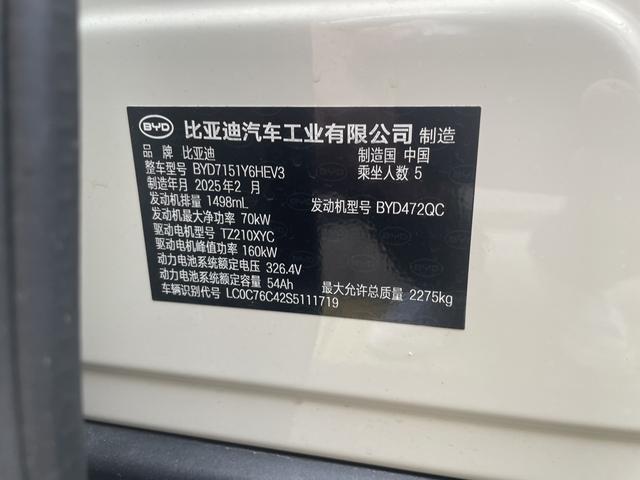 BYD 比亚迪汽车工业有限公司 制造
品 牌 比亚迪 制造国 中国
整车型号 BYD7151Y6HEV3 乘坐人数 5
制造年月 2025年2 月
发动机排量 1498mL 发动机型号 BYD472QC
发动机最大净功率 70kW
驱动电机型号 TZ210XYC
驱动电机峰值功率 160kW
动力电池系统额定电压 326.4V
动力电池系统额定容量 54Ah 最大允许总质量 2275kg
车辆识别代号 LC0C76C42S5111719